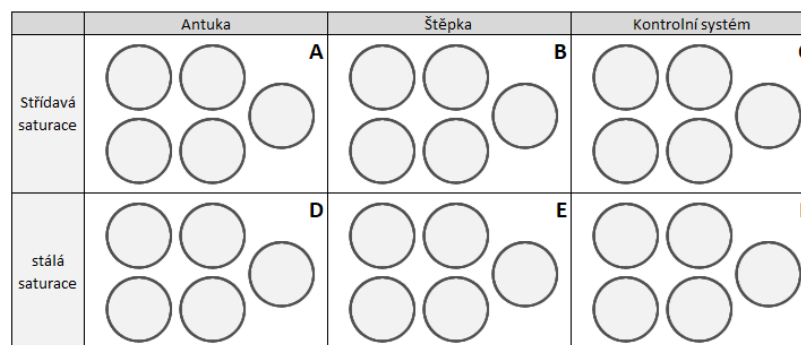 Antuka Štěpka Kontrolní systém
Střídavá
saturace
A B
stálá
saturace
D E